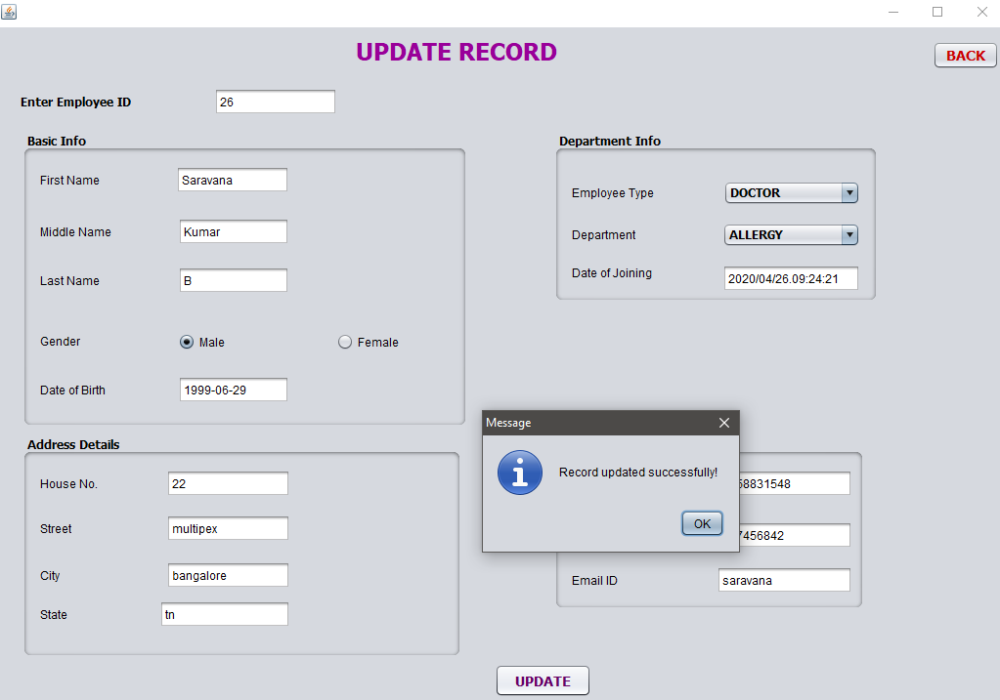 UPDATE RECORD
BACK
Enter Employee ID 26
Basic Info
First Name Saravana
Middle Name Kumar
Last Name B
Gender Male Female
Date of Birth 1999-06-29
Department Info
Employee Type DOCTOR
Department ALLERGY
Date of Joining 2020/04/26.09:24:21
Message
Record updated successfully!
OK
Address Details
House No. 22
Street multipex
City bangalore
State tn
58831548
7456842
Email ID saravana
UPDATE